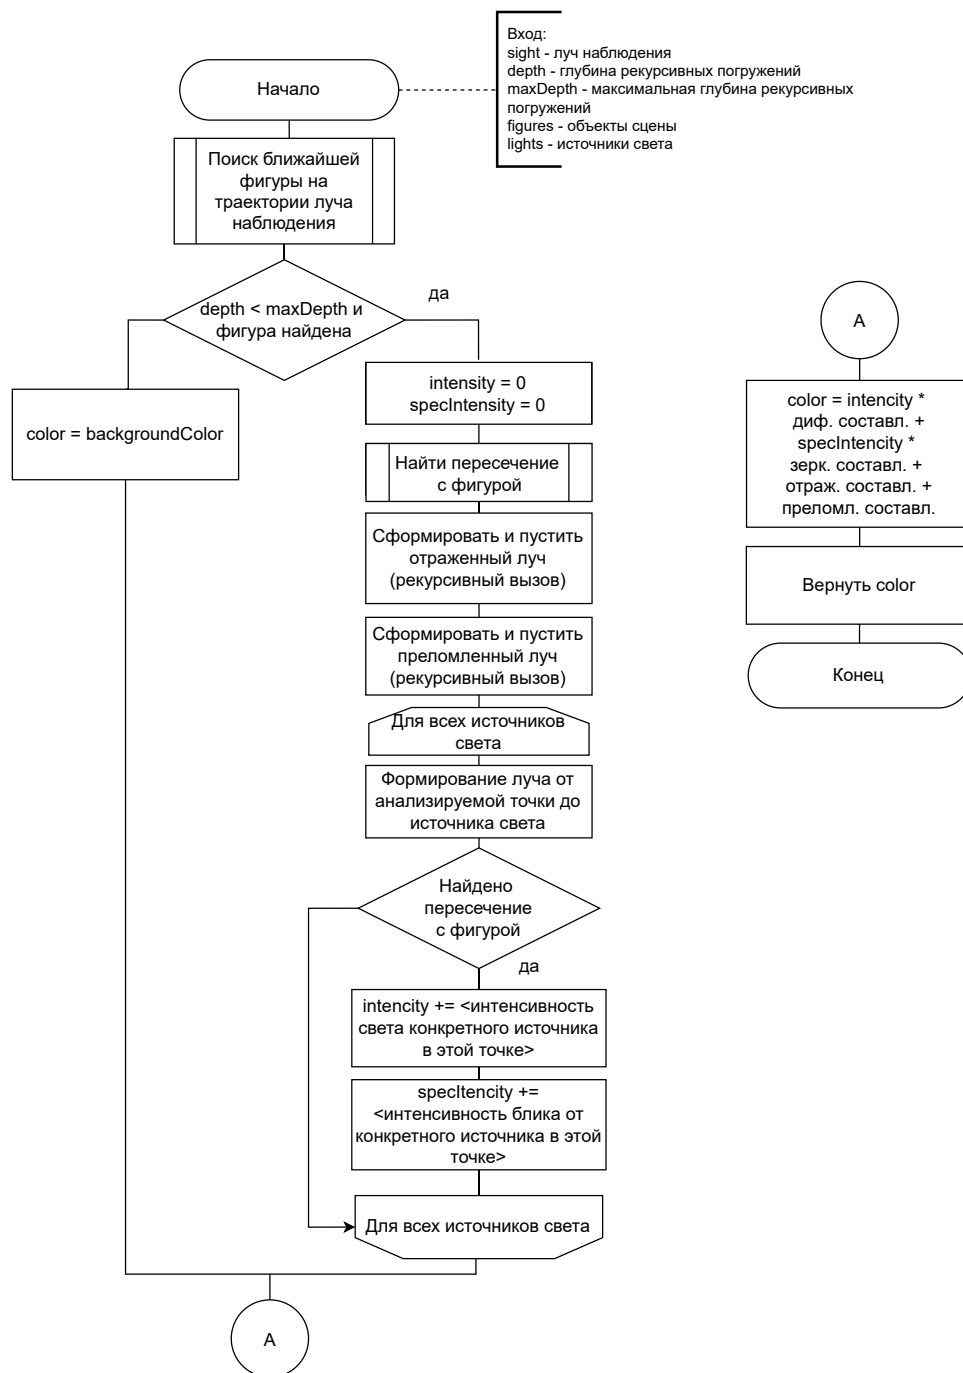 Вход:
sight - луч наблюдения
depth - глубина рекурсивных погружений
maxDepth - максимальная глубина рекурсивных
погружений
figures - объекты сцены
lights - источники света
Начало
Поиск ближайшей
фигуры на
траектории луча
наблюдения
depth < maxDepth и
фигура найдена
да
color = backgroundColor
intensity = 0
specIntensity = 0
Найти пересечение
с фигурой
Сформировать и пустить
отраженный луч
(рекурсивный вызов)
Сформировать и пустить
преломленный луч
(рекурсивный вызов)
Для всех источников
света
Формирование луча от
анализируемой точки до
источника света
Найдено
пересечение
с фигурой
да
intencity += <интенсивность
света конкретного источника
в этой точке>
specItencity +=
<интенсивность блика от
конкретного источника в этой
точке>
Для всех источников света
A
A
color = intencity *
диф. составл. +
specIntencity *
зерк. составл. +
отраж. составл. +
преломл. составл.
Вернуть color
Конец